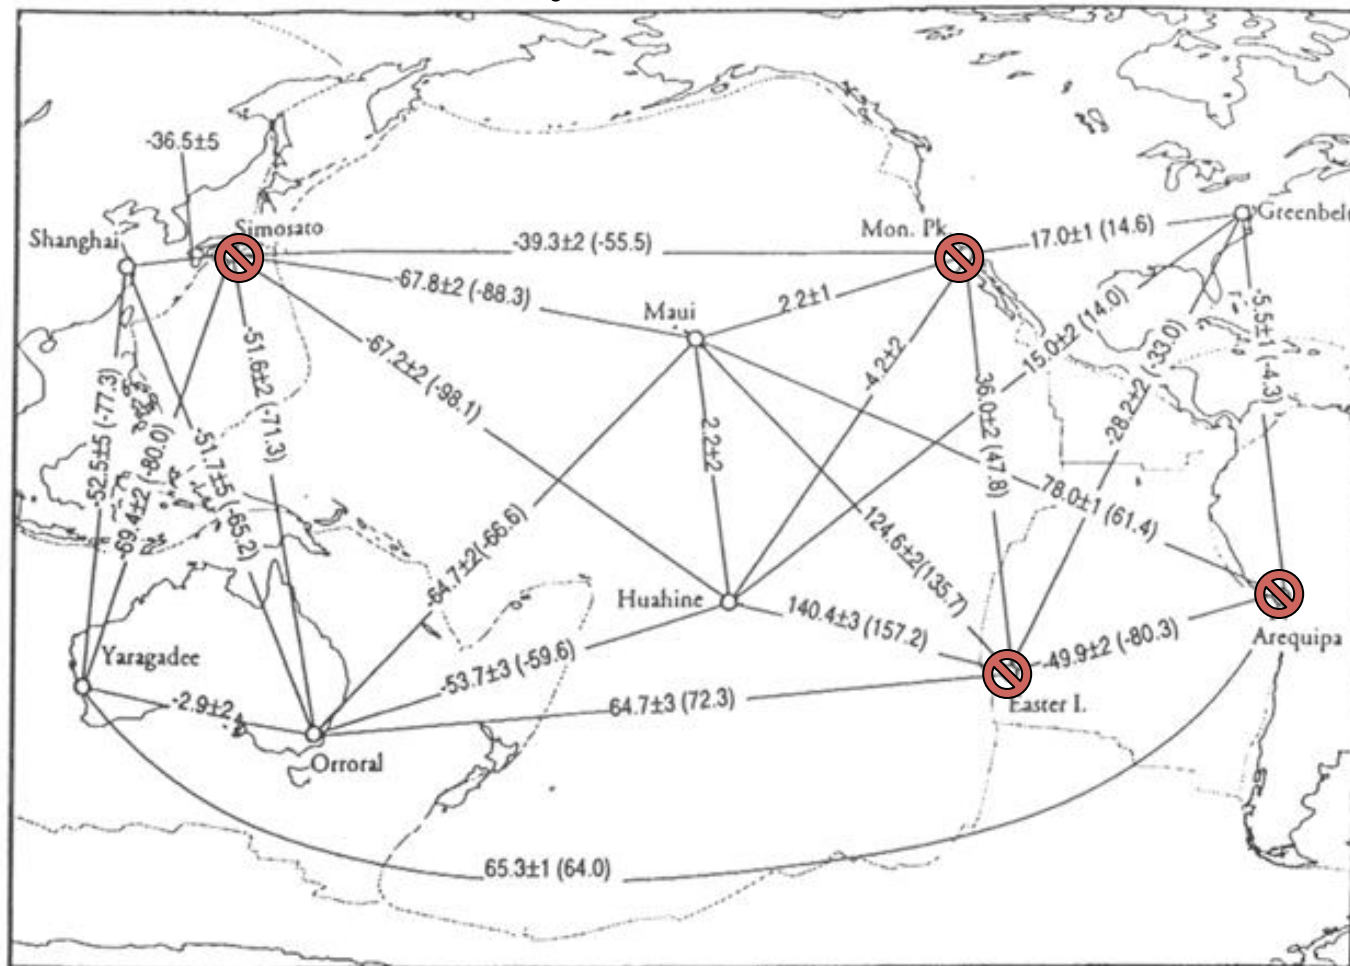 -36.5±5
Simosato
Shanghai
-39.3±2 (-55.5)
Mon. Pk.
17.0±1 (14.6)
Greenbelt
-67.8±2 (-88.3)
Maui
2.2±1
-67.2±2 (-98.1)
-51.6±2 (-71.3)
-4.2±2
15.0±2 (14.0)
-5.5±1 (-4.3)
-28.2±2 (-33.0)
-52.5±5 (-77.3)
-69.4±2 (-80.0)
-51.7±5 (-65.2)
2.2±2
36.0±2 (47.8)
78.0±1 (61.4)
124.6±2(135.7)
-64.7±2(-66.6)
Huahine
140.4±3 (157.2)
-49.9±2 (-80.3)
Arequipa
Yaragadee
-53.7±3 (-59.6)
-2.9±2
64.7±3 (72.3)
Easter I.
Orroral
65.3±1 (64.0)